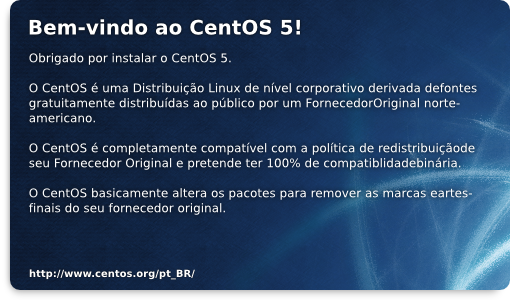 Bem-vindo ao CentOS 5!
Obrigado por instalar o CentOS 5.
O CentOS é uma Distribuição Linux de nível corporativo derivada defontes
gratuitamente distribuídas ao público por um FornecedorOriginal norte-
americano.
O CentOS é completamente compatível com a política de redistribuiçãode
seu Fornecedor Original e pretende ter 100% de compatiblidadebinária.
O CentOS basicamente altera os pacotes para remover as marcas eartes-
finais do seu fornecedor original.
http://www.centos.org/pt_BR/